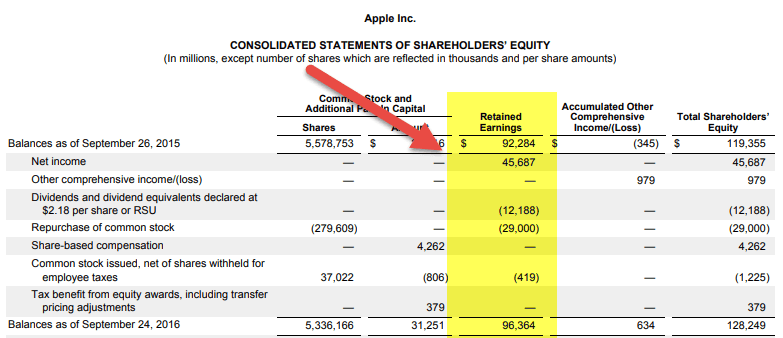 Apple Inc.
CONSOLIDATED STATEMENTS OF SHAREHOLDERS' EQUITY
(In millions, except number of shares which are reflected in thousands and per share amounts)
Stock and
Additional In Capital
Retained
Earnings
Accumulated Other
Comprehensive
Income/(Loss)
Total Shareholders'
Equity
Shares
Balances as of September 26, 2015 5,578,753 $ $ 92,284 $ (345) $ 119,355
Net income — — 45,687 — 45,687
Other comprehensive income/(loss) — — — 979 979
Dividends and dividend equivalents declared at
$2.18 per share or RSU — — (12,188) — (12,188)
Repurchase of common stock (279,609) — (29,000) — (29,000)
Share-based compensation — 4,262 — — 4,262
Common stock issued, net of shares withheld for
employee taxes 37,022 (806) (419) — (1,225)
Tax benefit from equity awards, including transfer
pricing adjustments — 379 — — 379
Balances as of September 24, 2016 5,336,166 31,251 96,364 634 128,249